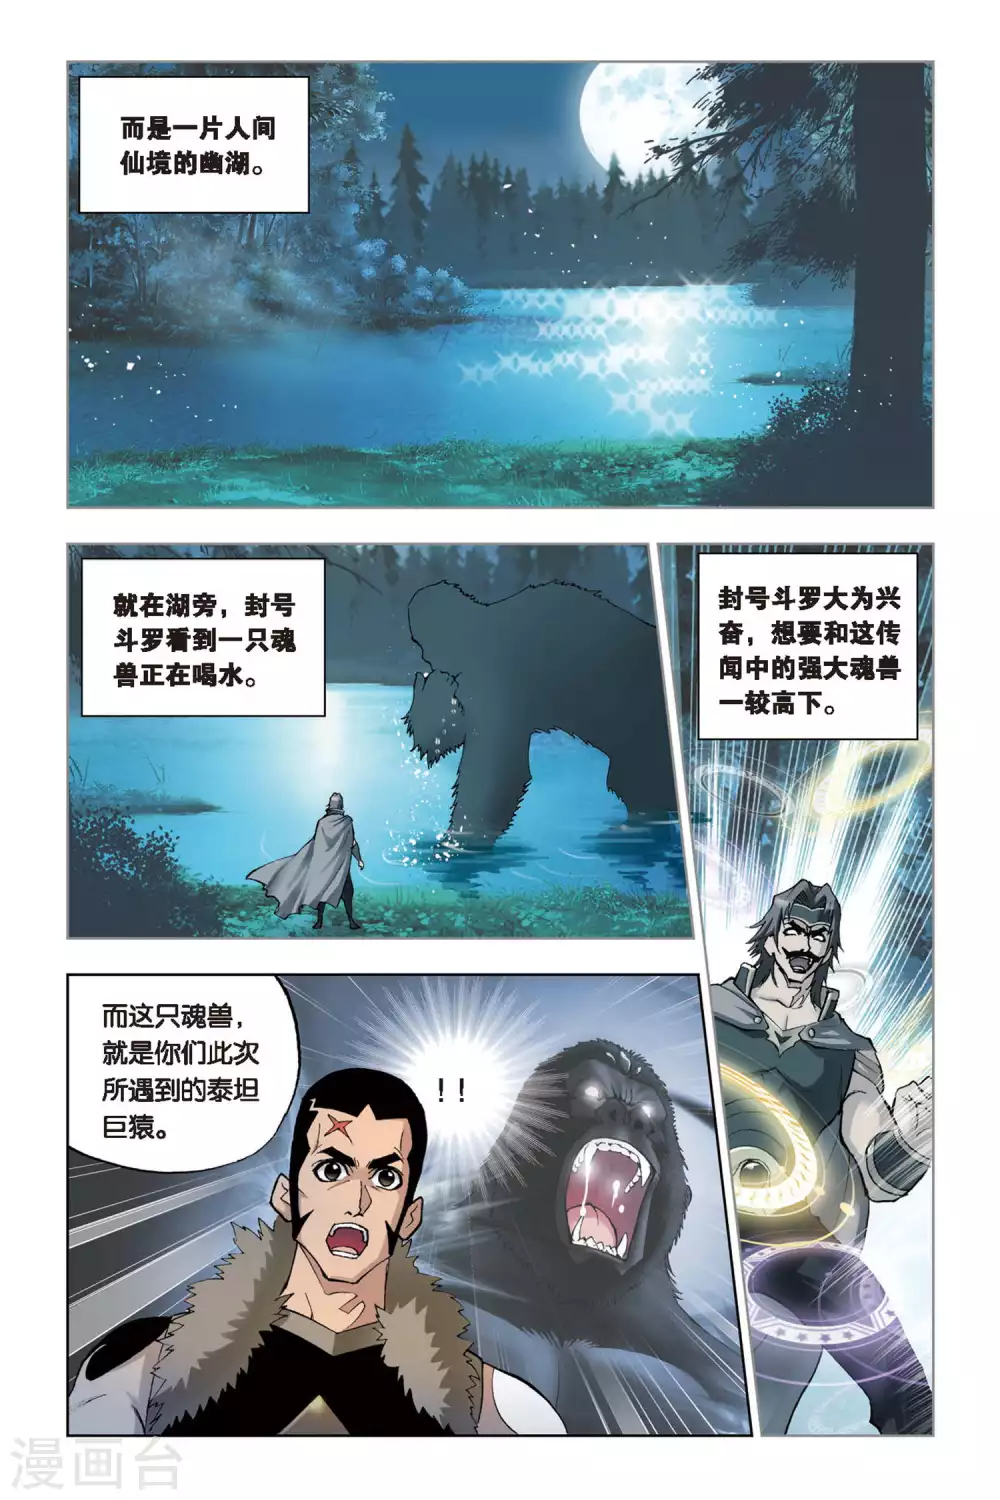 而是一片人间
仙境的幽湖。
就在湖旁，封号
斗罗看到一只魂
兽正在喝水。
封号斗罗大为兴
奋，想要和这传
闻中的强大魂兽
一较高下。
而这只魂兽，
就是你们此次
所遇到的泰坦
巨猿。
！！
漫画台